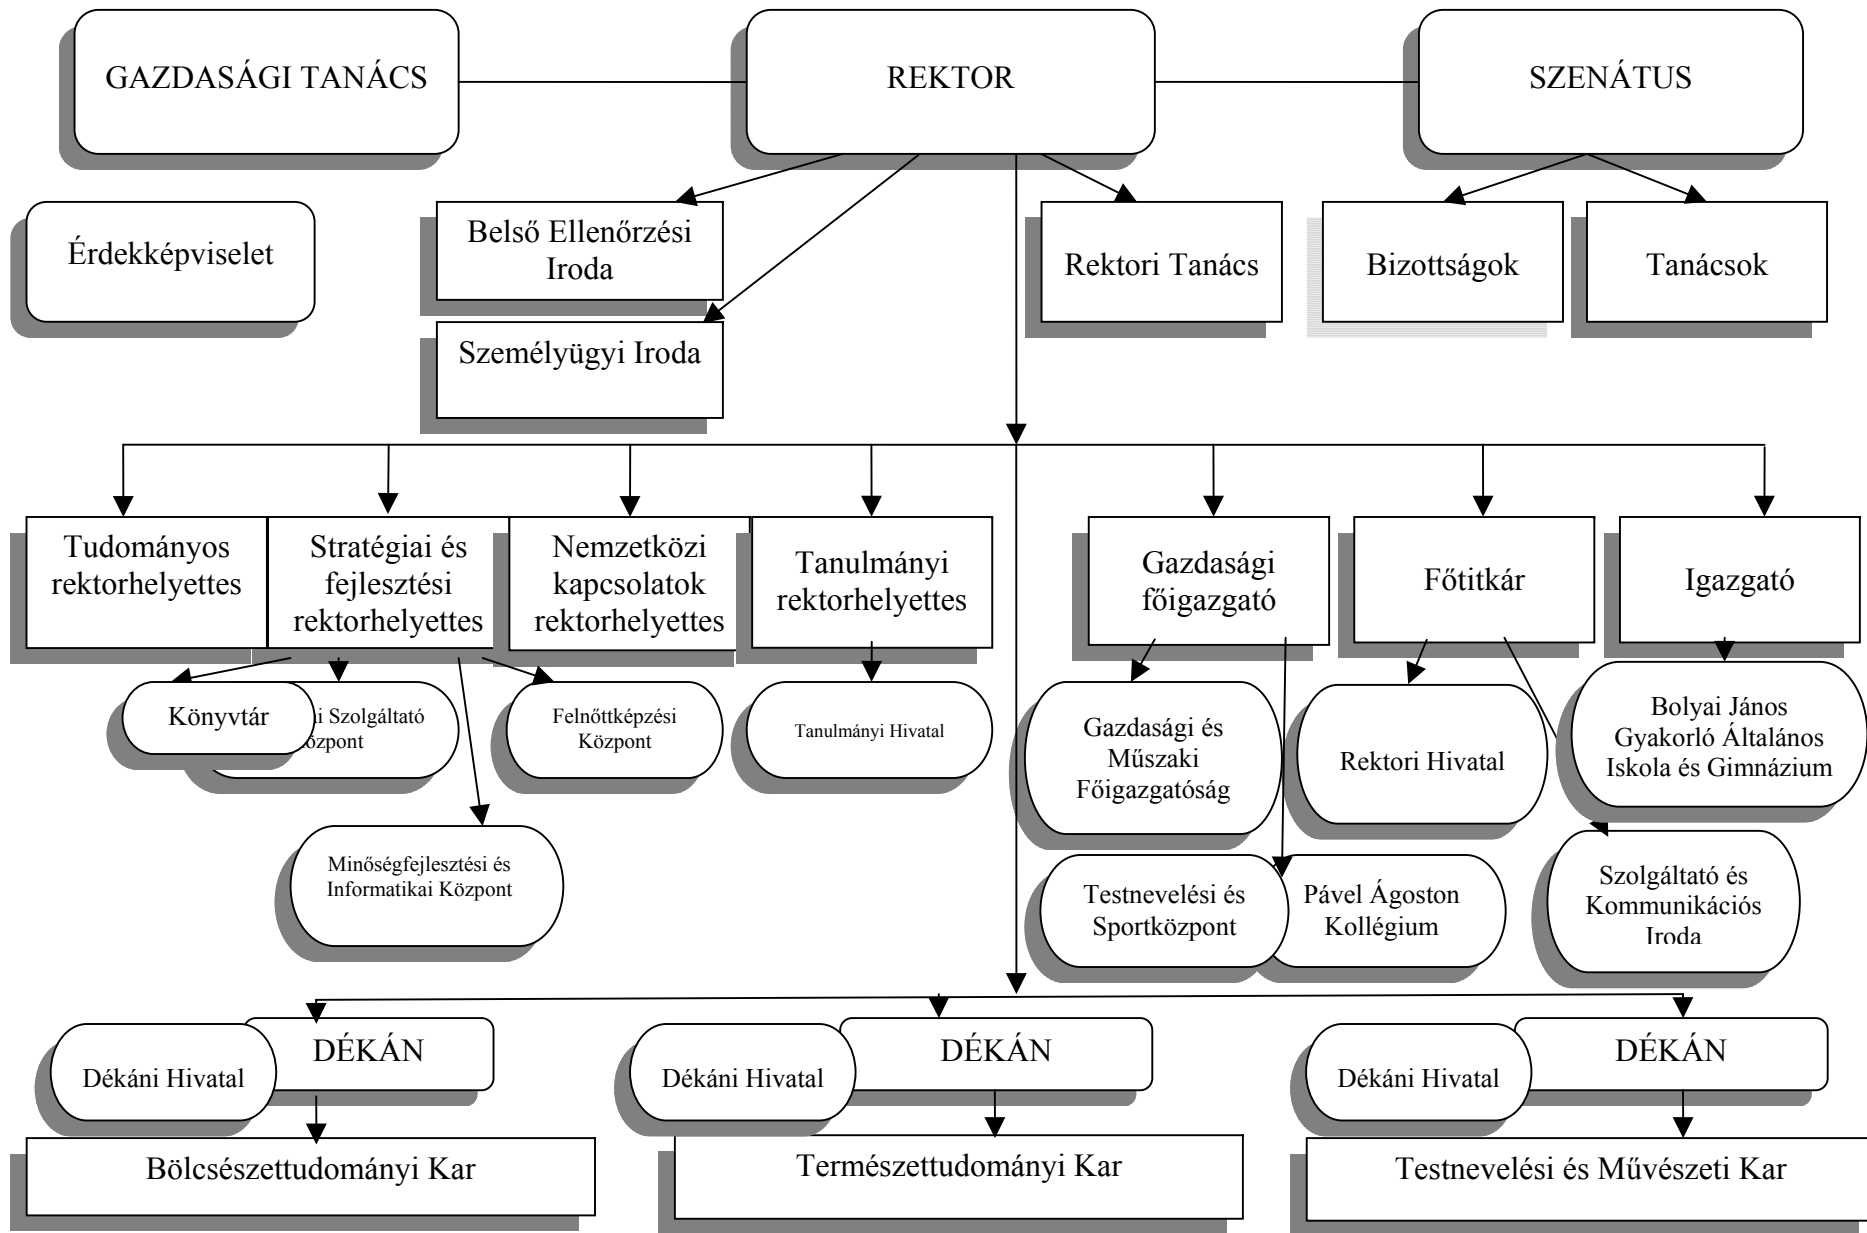 GAZDASÁGI TANÁCS
REKTOR
SZENÁTUS
Érdekképviselet
Belső Ellenőrzési
Iroda
Rektori Tanács
Bizottságok
Tanácsok
Személyügyi Iroda
Tudományos
rektorhelyettes
Stratégiai és
fejlesztési
rektorhelyettes
Nemzetközi
kapcsolatok
rektorhelyettes
Tanulmányi
rektorhelyettes
Gazdasági
főigazgató
Főtitkár
Igazgató
Könyvtár
Szolgáltató
Felnőttképzési
Központ
Tanulmányi Hivatal
Gazdasági és
Műszaki
Főigazgatóság
Rektori Hivatal
Bolyai János
Gyakorló Általános
Iskola és Gimnázium
Minőségfejlesztési és
Informatikai Központ
Testnevelési és
Sportközpont
Pável Ágoston
Kollégium
Szolgáltató és
Kommunikációs
Iroda
Dékáni Hivatal
DÉKÁN
Dékáni Hivatal
DÉKÁN
Dékáni Hivatal
DÉKÁN
Bölcsészettudományi Kar
Természettudományi Kar
Testnevelési és Művészeti Kar